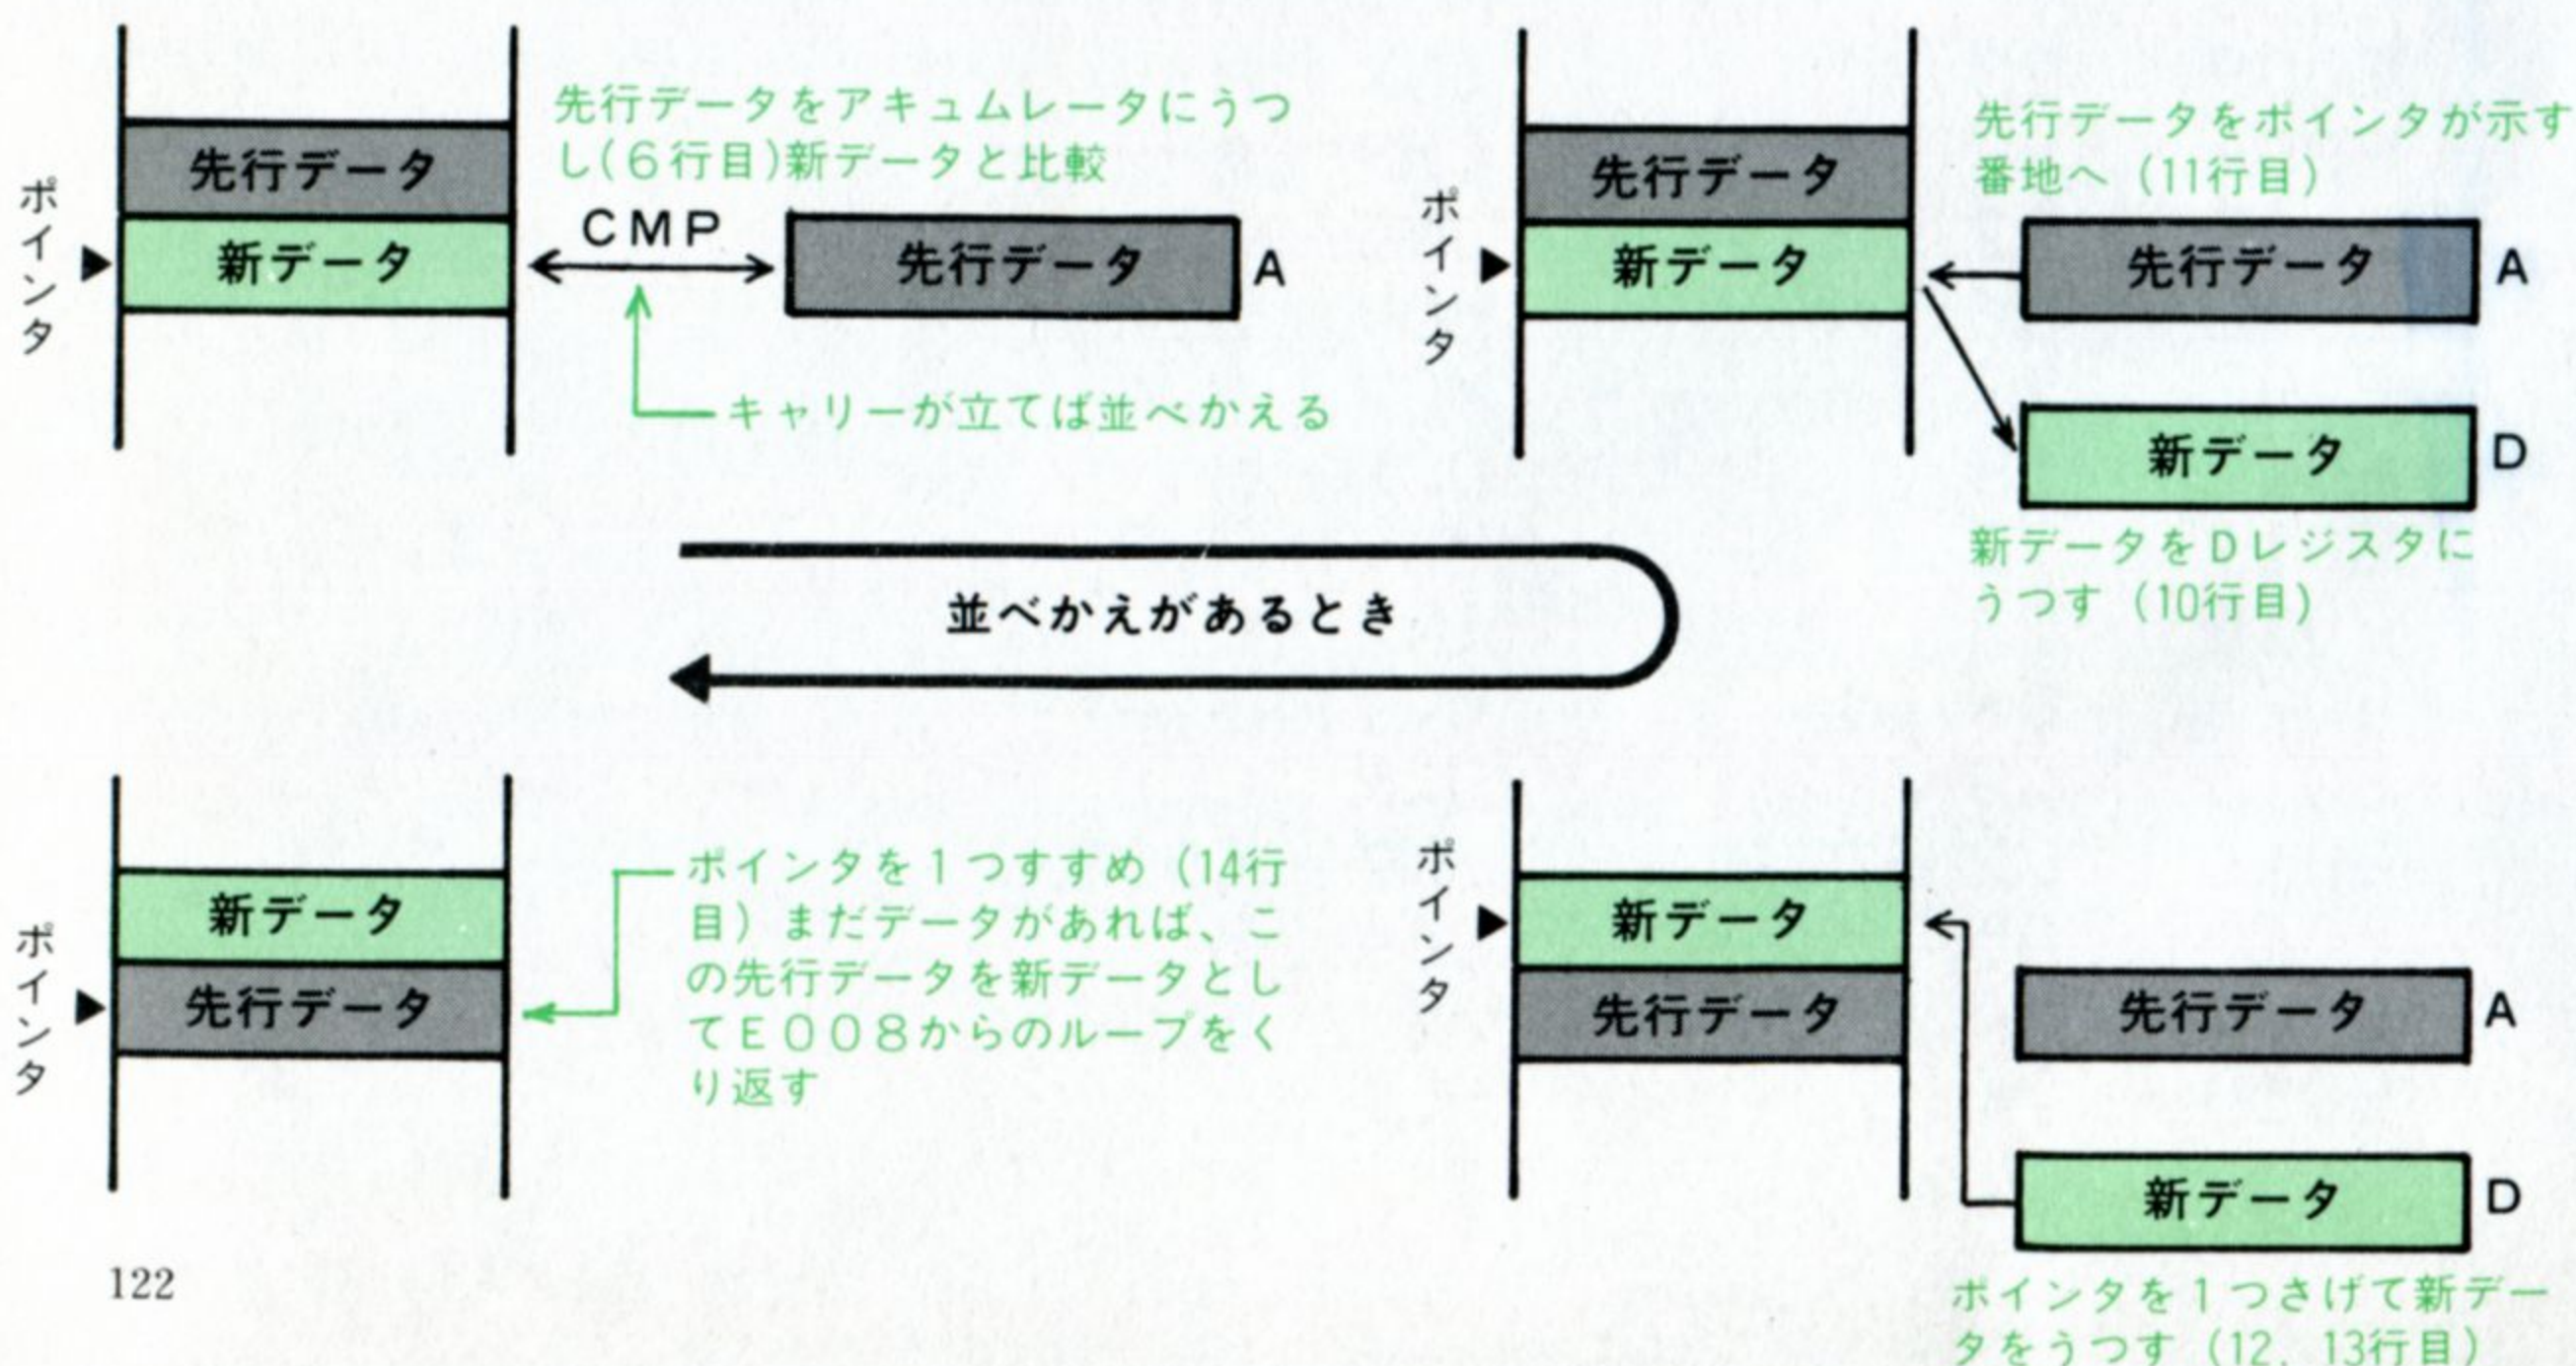 先行データをアキュムレータにうつ
し(6行目)新データと比較
ポインタ
先行データ
新データ
CMP
先行データ
A
キャリーが立てば並べかえる
ポインタ
先行データ
新データ
先行データをポインタが示す
番地へ (11行目)
先行データ
A
新データ
D
新データをDレジスタに
うつす (10行目)
並べかえがあるとき
ポインタ
新データ
先行データ
ポインタを1つすすめ (14行
目) まだデータがあれば、こ
の先行データを新データとし
てE008からのループをく
り返す
ポインタ
新データ
先行データ
先行データ
A
新データ
D
ポインタを1つさげて新デー
タをうつす (12, 13行目)
122